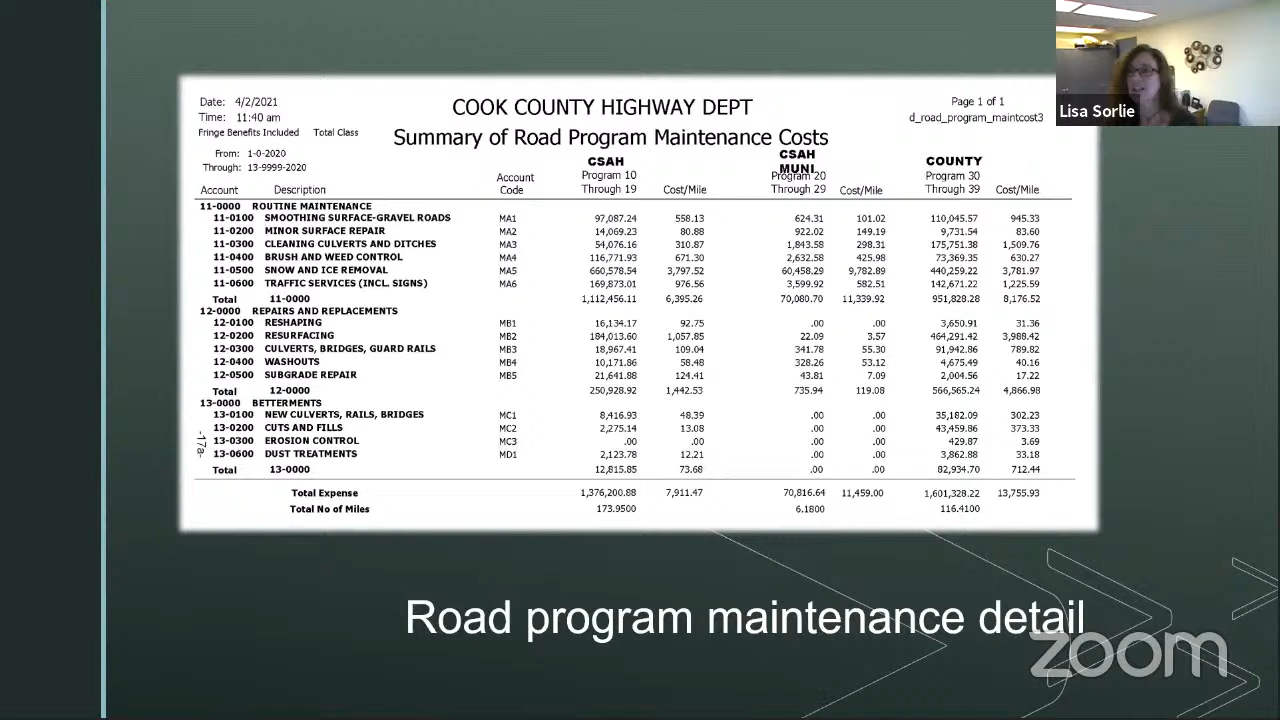 Lisa Sorlie
Date: 4/2/2021
Time: 11:40 am
Fringe Benefits Included Total Class
COOK COUNTY HIGHWAY DEPT
Summary of Road Program Maintenance Costs
Page 1 of 1
d_road_program_maintcost3
From: 1-0-2020
Through: 13-9999-2020
CSAH CSAH MUNI COUNTY
Program 10 Program 20 Program 30
Account Description Account Code Through 19 Cost/Mile Through 29 Cost/Mile Through 39 Cost/Mile
11-0000 ROUTINE MAINTENANCE
11-0100 SMOOTHING SURFACE-GRAVEL ROADS MA1 97,087.24 558.13 624.31 101.02 110,045.57 945.33
11-0200 MINOR SURFACE REPAIR MA2 14,069.23 80.88 922.02 149.19 9,731.54 83.60
11-0300 CLEANING CULVERTS AND DITCHES MA3 54,076.16 310.87 1,843.58 298.31 175,751.38 1,509.76
11-0400 BRUSH AND WEED CONTROL MA4 116,771.93 671.30 2,632.58 425.98 73,369.35 630.27
11-0500 SNOW AND ICE REMOVAL MA5 660,578.54 3,797.52 60,458.29 9,782.89 440,259.22 3,781.97
11-0600 TRAFFIC SERVICES (INCL. SIGNS) MA6 169,873.01 976.56 3,599.92 582.51 142,671.22 1,225.59
Total 11-0000 1,112,456.11 6,395.26 70,080.70 11,339.92 951,828.28 8,176.52
12-0000 REPAIRS AND REPLACEMENTS
12-0100 RESHAPING MB1 16,134.17 92.75 .00 .00 3,650.91 31.36
12-0200 RESURFACING MB2 184,013.60 1,057.85 22.09 3.57 464,291.42 3,988.42
12-0300 CULVERTS, BRIDGES, GUARD RAILS MB3 18,967.41 109.04 341.78 55.30 91,942.86 789.82
12-0400 WASHOUTS MB4 10,171.86 58.48 328.26 53.12 4,675.49 40.16
12-0500 SUBGRADE REPAIR MB5 21,641.88 124.41 43.81 7.09 2,004.56 17.22
Total 12-0000 250,928.92 1,442.53 735.94 119.08 566,565.24 4,866.98
13-0000 BETTERMENTS
13-0100 NEW CULVERTS, RAILS, BRIDGES MC1 8,416.93 48.39 .00 .00 35,182.09 302.23
13-0200 CUTS AND FILLS MC2 2,275.14 13.08 .00 .00 43,459.86 373.33
13-0300 EROSION CONTROL MC3 .00 .00 .00 .00 429.87 3.69
13-0600 DUST TREATMENTS MD1 2,123.78 12.21 .00 .00 3,862.88 33.18
Total 13-0000 12,815.85 73.68 .00 .00 82,934.70 712.44
-17a-
Total Expense 1,376,200.88 7,911.47 70,816.64 11,459.00 1,601,328.22 13,755.93
Total No of Miles 173.9500 6.1800 116.4100
Road program maintenance detail
zoom